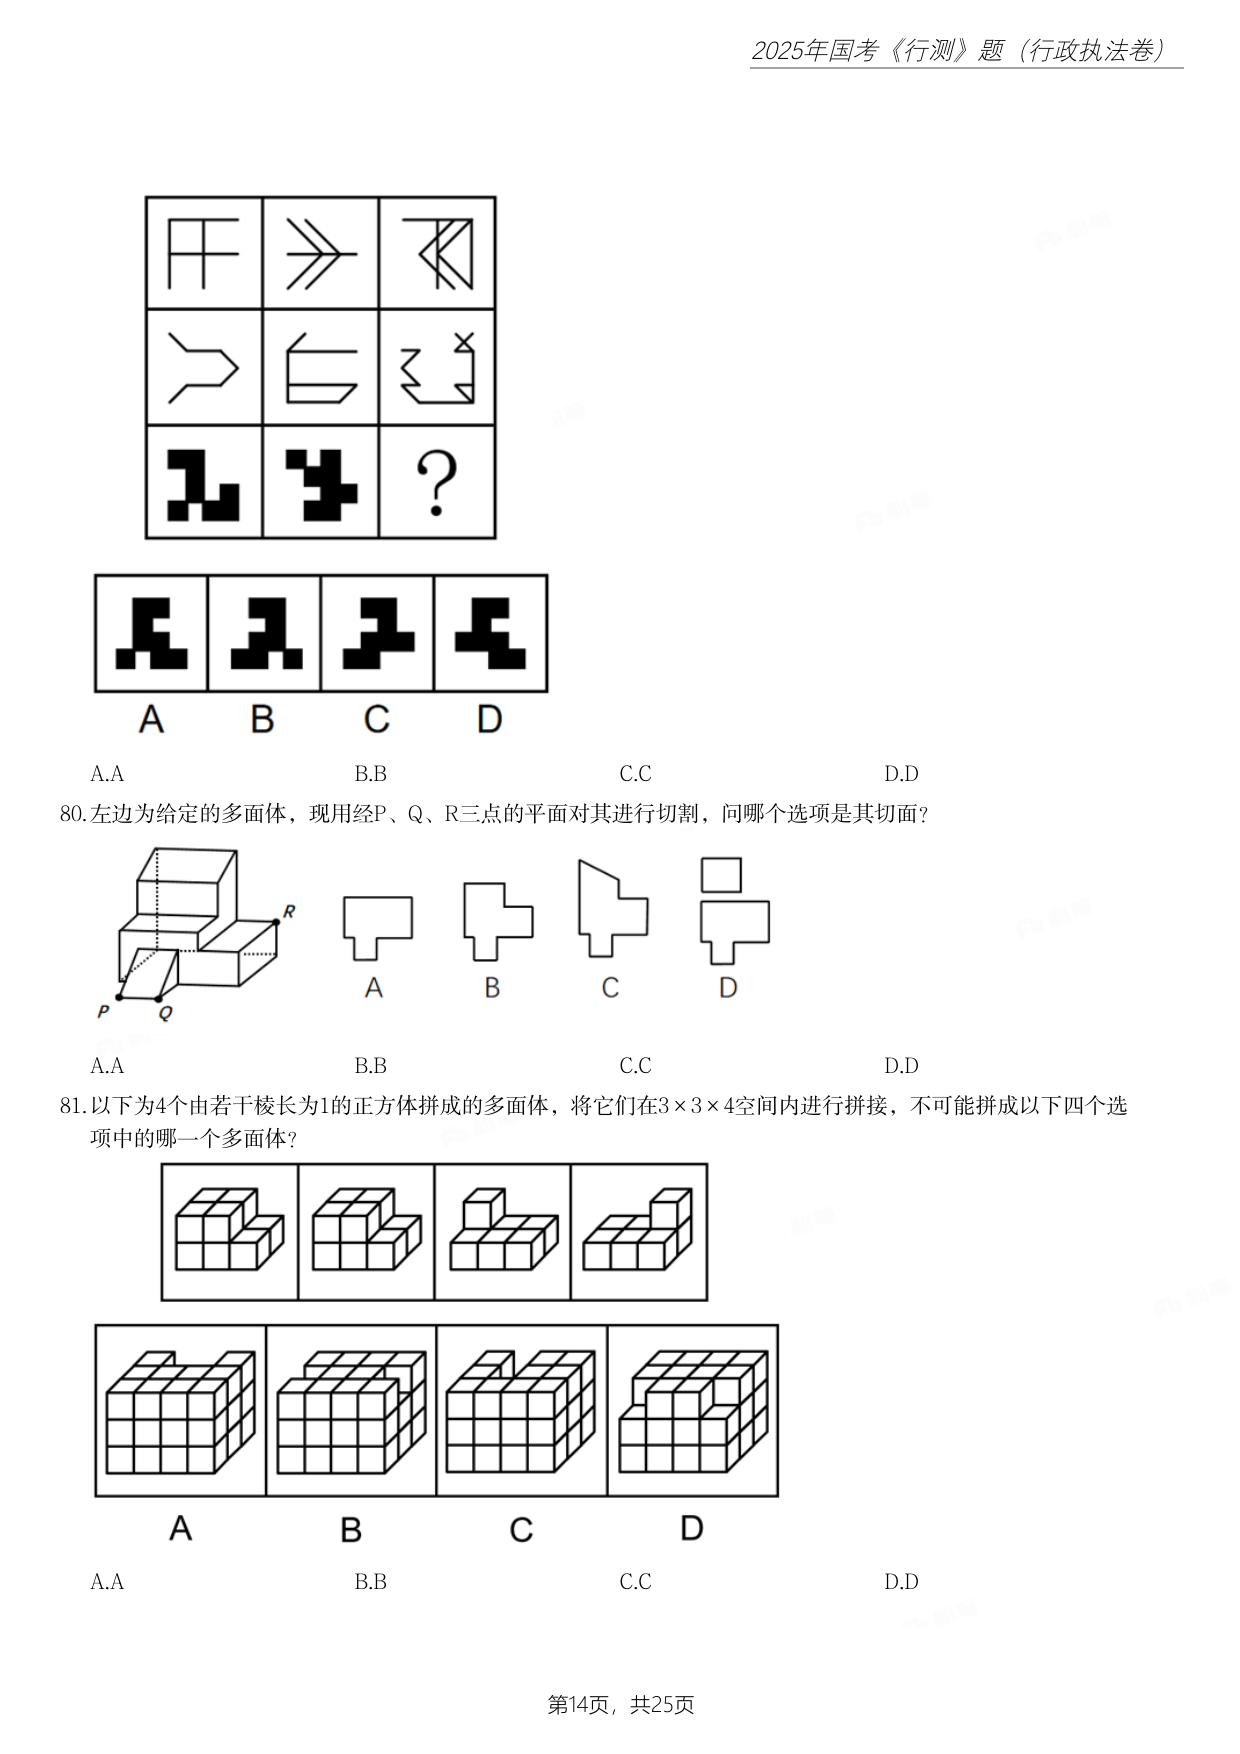 2025年国考《行测》题（行政执法卷）
?
A B C D
A.A B.B C.C D.D
80.左边为给定的多面体，现用经P、Q、R三点的平面对其进行切割，问哪个选项是其切面？
R
P Q
A B C D
A.A B.B C.C D.D
81.以下为4个由若干棱长为1的正方体拼成的多面体，将它们在3×3×4空间内进行拼接，不可能拼成以下四个选
项中的哪一个多面体？
A B C D
A.A B.B C.C D.D
第14页，共25页